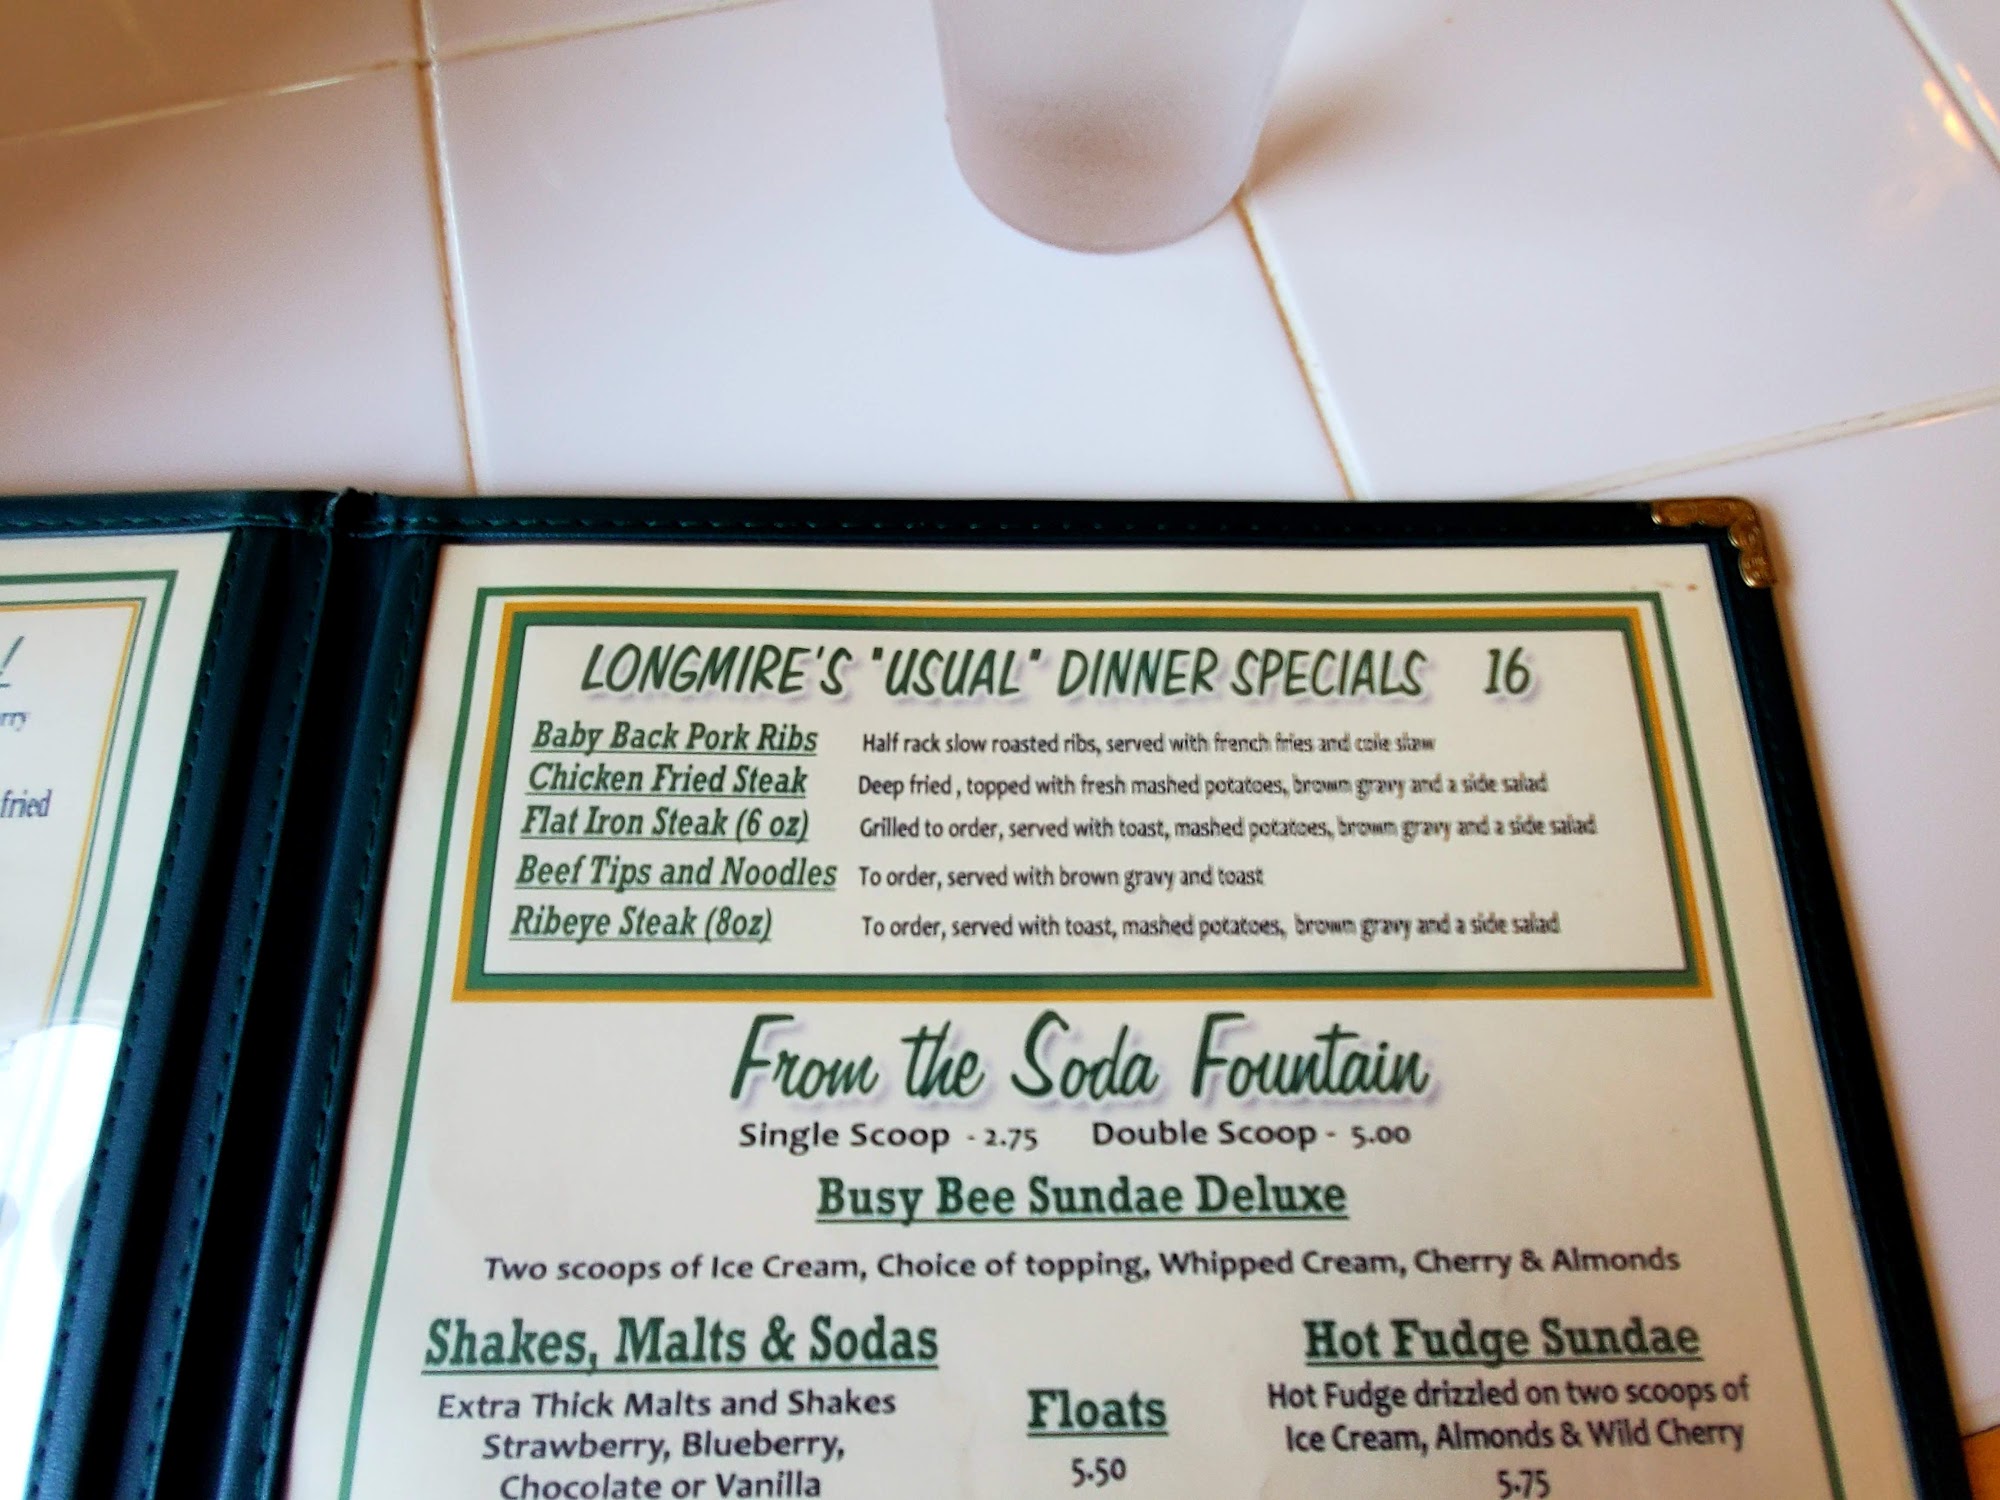 !
rry
fried
LONGMIRE'S "USUAL" DINNER SPECIALS 16
Baby Back Pork Ribs Half rack slow roasted ribs, served with french fries and cole slaw
Chicken Fried Steak Deep fried, topped with fresh mashed potatoes, brown gravy and a side salad
Flat Iron Steak (6 oz) Grilled to order, served with toast, mashed potatoes, brown gravy and a side salad
Beef Tips and Noodles To order, served with brown gravy and toast
Ribeye Steak (8oz) To order, served with toast, mashed potatoes, brown gravy and a side salad
From the Soda Fountain
Single Scoop - 2.75 Double Scoop - 5.00
Busy Bee Sundae Deluxe
Two scoops of Ice Cream, Choice of topping, Whipped Cream, Cherry & Almonds
Shakes, Malts & Sodas
Extra Thick Malts and Shakes
Strawberry, Blueberry,
Chocolate or Vanilla
Floats
5.50
Hot Fudge Sundae
Hot Fudge drizzled on two scoops of
Ice Cream, Almonds & Wild Cherry
5.75